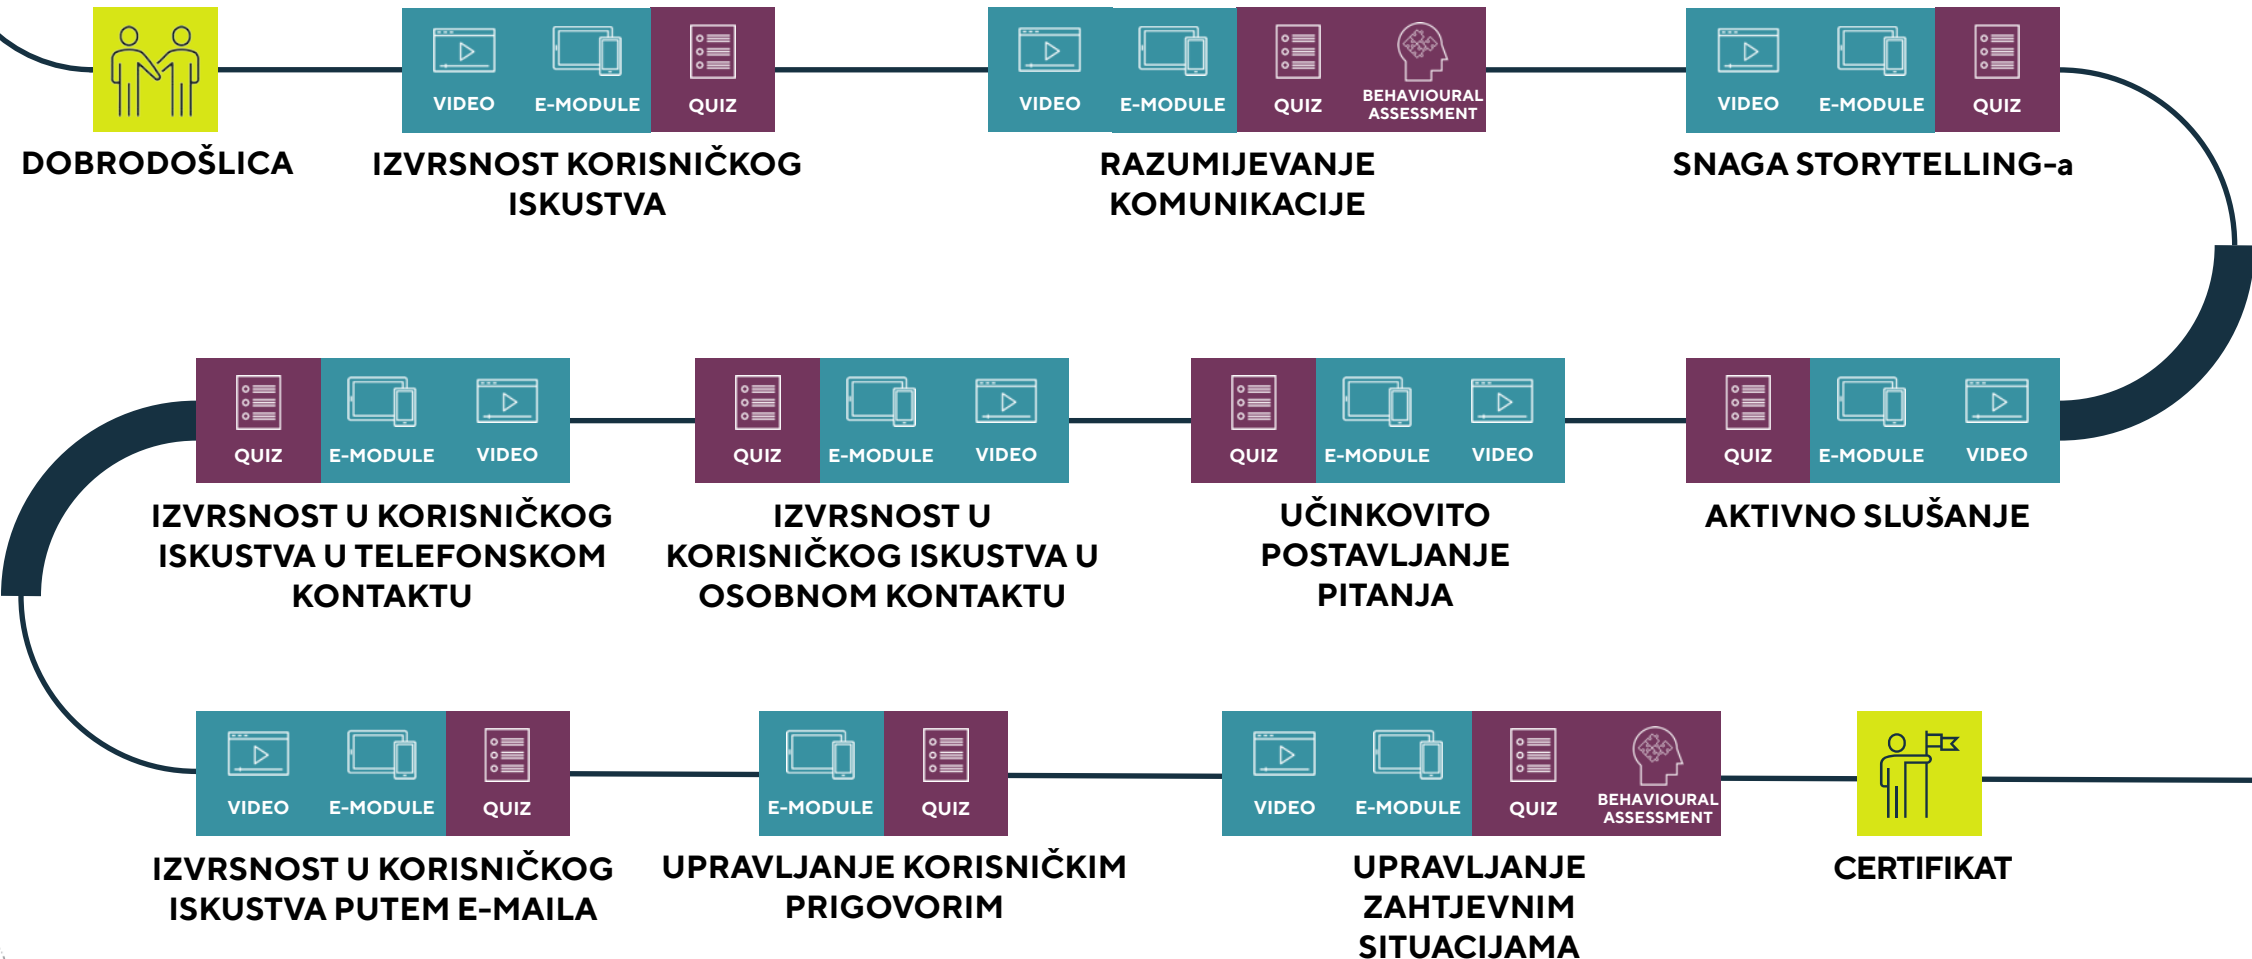 VIDEO E-MODULE QUIZ
VIDEO E-MODULE QUIZ BEHAVIOURAL
ASSESSMENT
VIDEO E-MODULE QUIZ
DOBRODOŠLICA
IZVRSNOST KORISNIČKOG
ISKUSTVA
RAZUMIJEVANJE
KOMUNIKACIJE
SNAGA STORYTELLING-a
QUIZ E-MODULE VIDEO
QUIZ E-MODULE VIDEO
QUIZ E-MODULE VIDEO
QUIZ E-MODULE VIDEO
IZVRSNOST U KORISNIČKOG
ISKUSTVA U TELEFONSKOM
KONTAKTU
IZVRSNOST U
KORISNIČKOG ISKUSTVA U
OSOBNOM KONTAKTU
UČINKOVITO
POSTAVLJANJE
PITANJA
AKTIVNO SLUŠANJE
VIDEO E-MODULE QUIZ
E-MODULE QUIZ
VIDEO E-MODULE QUIZ BEHAVIOURAL
ASSESSMENT
IZVRSNOST U KORISNIČKOG
ISKUSTVA PUTEM E-MAILA
UPRAVLJANJE KORISNIČKIM
PRIGOVORIM
UPRAVLJANJE
ZAHTJEVNIM
SITUACIJAMA
CERTIFIKAT